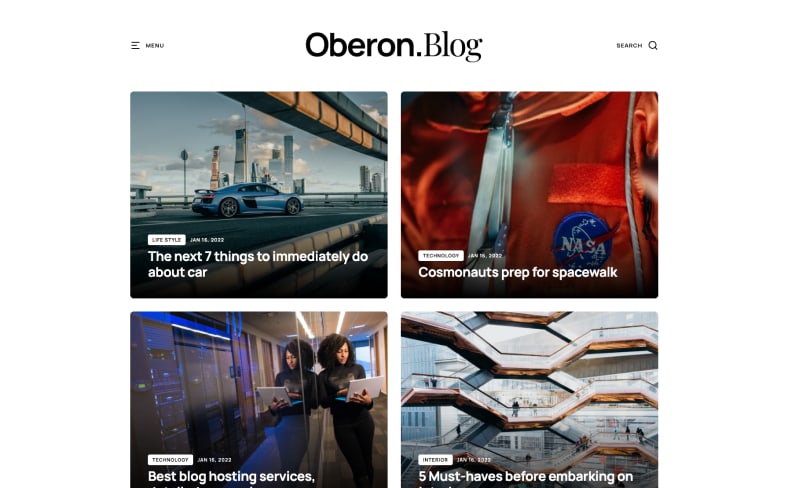 MENU
Oberon.Blog
SEARCH
LIFE STYLE
JAN 16, 2022
The next 7 things to immediately do
about car
NASA
TECHNOLOGY
JAN 16, 2022
Cosmonauts prep for spacewalk
TECHNOLOGY
JAN 16, 2022
Best blog hosting services,
INTERIOR
JAN 16, 2022
5 Must-haves before embarking on